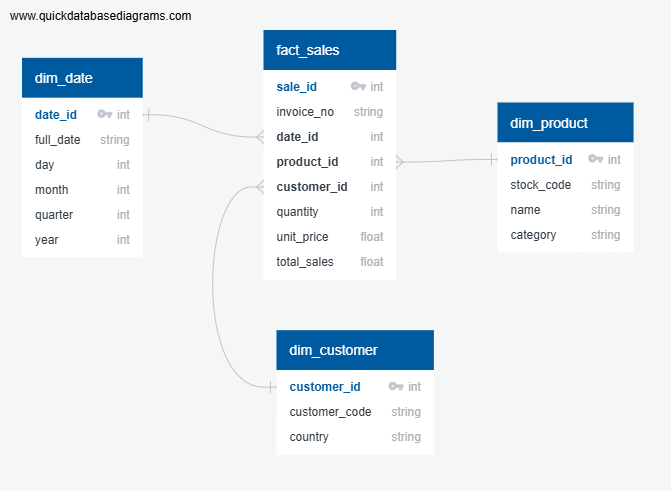 www.quickdatabasediagrams.com
dim_date
date_id int
full_date string
day int
month int
quarter int
year int
fact_sales
sale_id int
invoice_no string
date_id int
product_id int
customer_id int
quantity int
unit_price float
total_sales float
dim_product
product_id int
stock_code string
name string
category string
dim_customer
customer_id int
customer_code string
country string